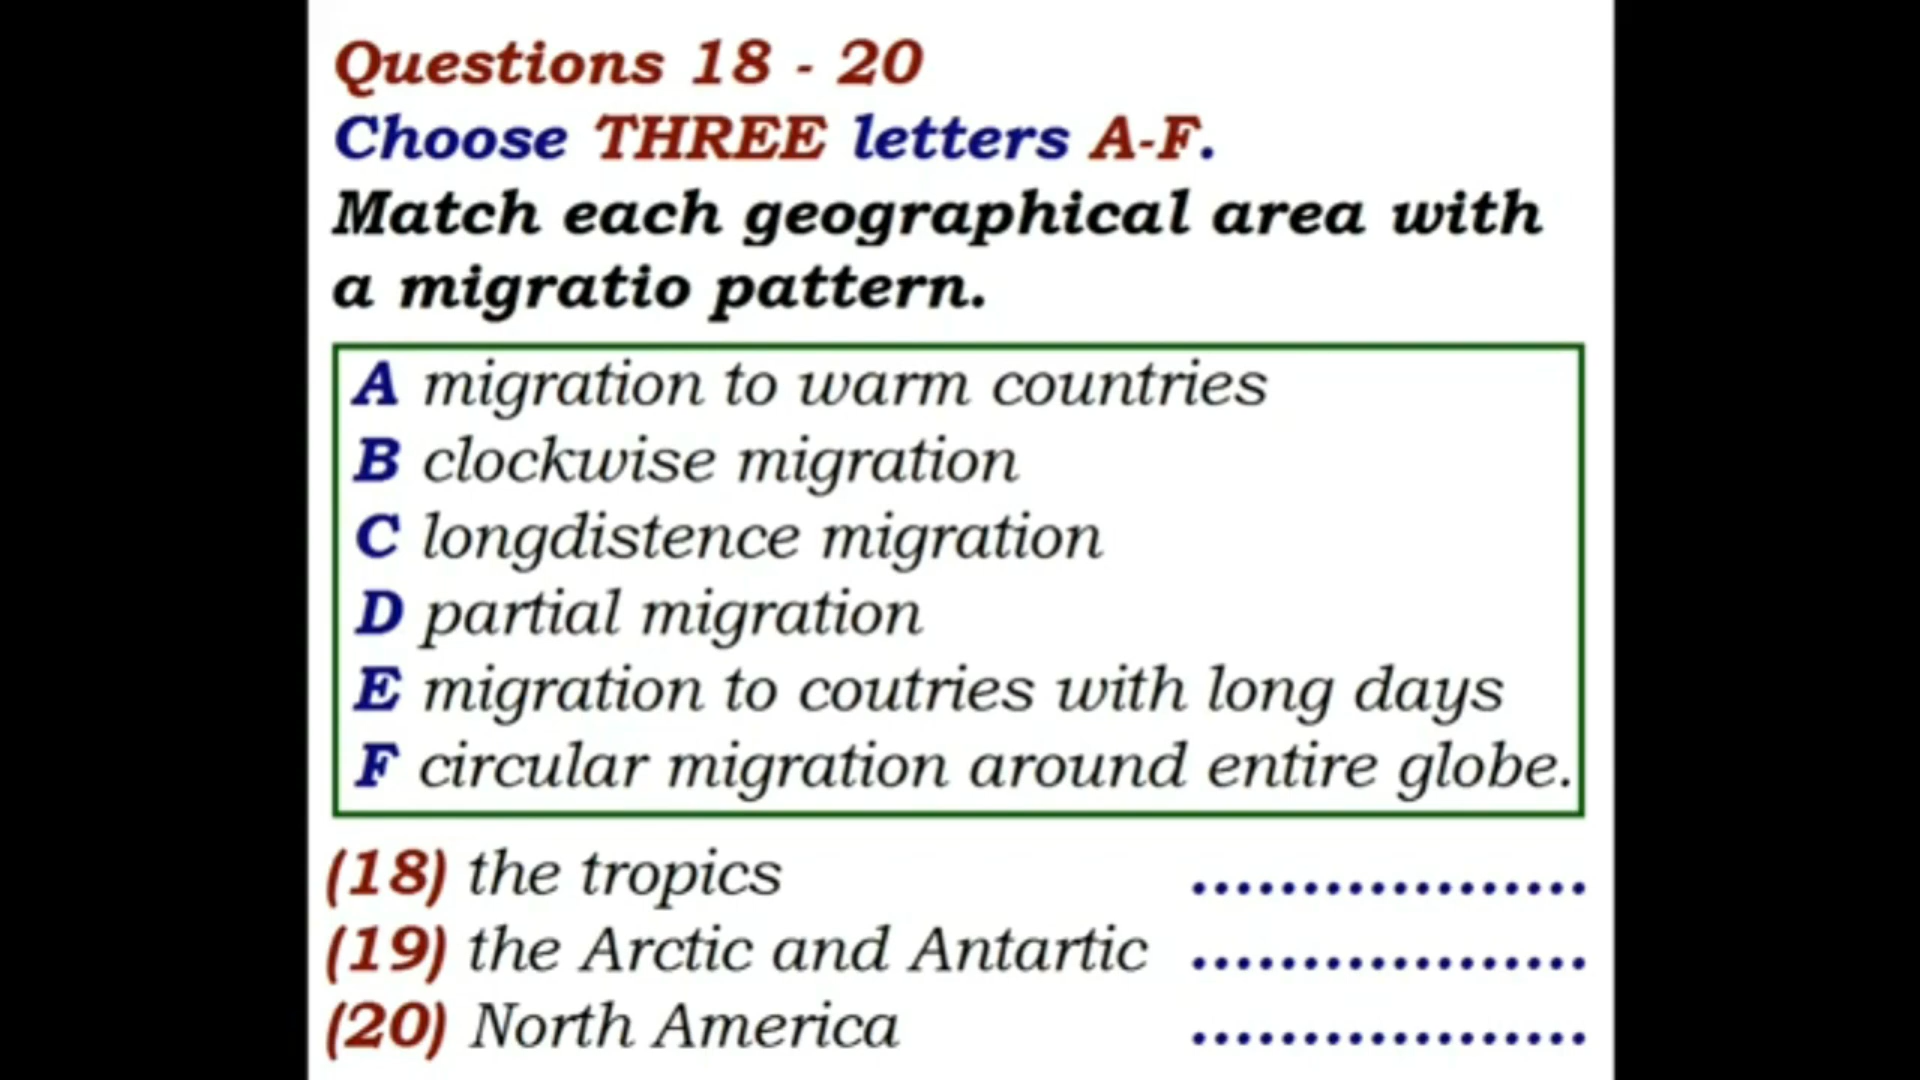 Questions 18 - 20
Choose THREE letters A-F.
Match each geographical area with
a migratio pattern.
A migration to warm countries
B clockwise migration
C longdistence migration
D partial migration
E migration to coutries with long days
F circular migration around entire globe.
(18) the tropics ..................
(19) the Arctic and Antartic ..................
(20) North America ..................